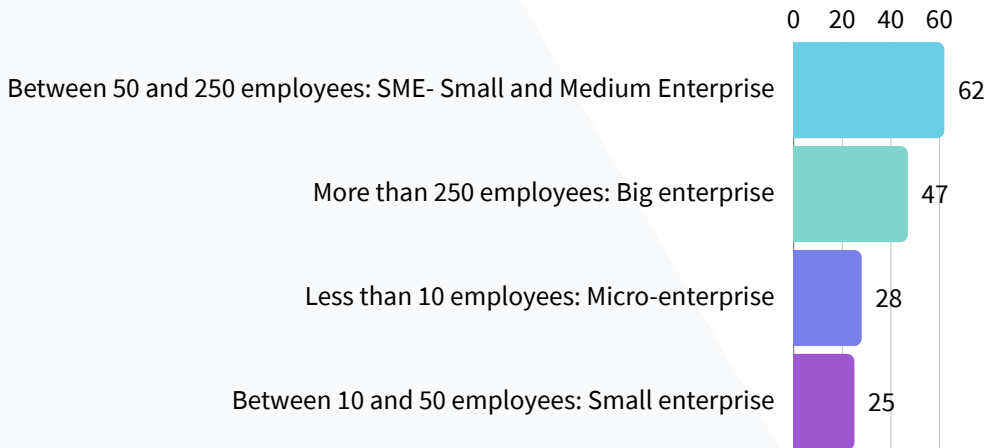 0 20 40 60
Between 50 and 250 employees: SME- Small and Medium Enterprise 62
More than 250 employees: Big enterprise 47
Less than 10 employees: Micro-enterprise 28
Between 10 and 50 employees: Small enterprise 25